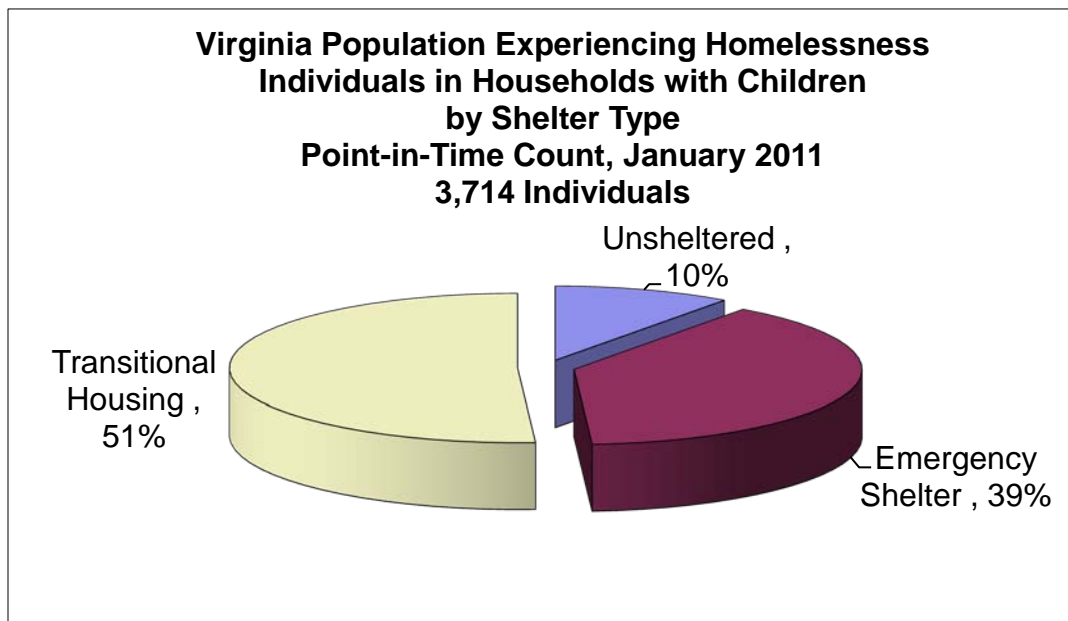 Virginia Population Experiencing Homelessness
Individuals in Households with Children
by Shelter Type
Point-in-Time Count, January 2011
3,714 Individuals
Unsheltered ,
10%
Transitional
Housing ,
51%
Emergency
Shelter , 39%